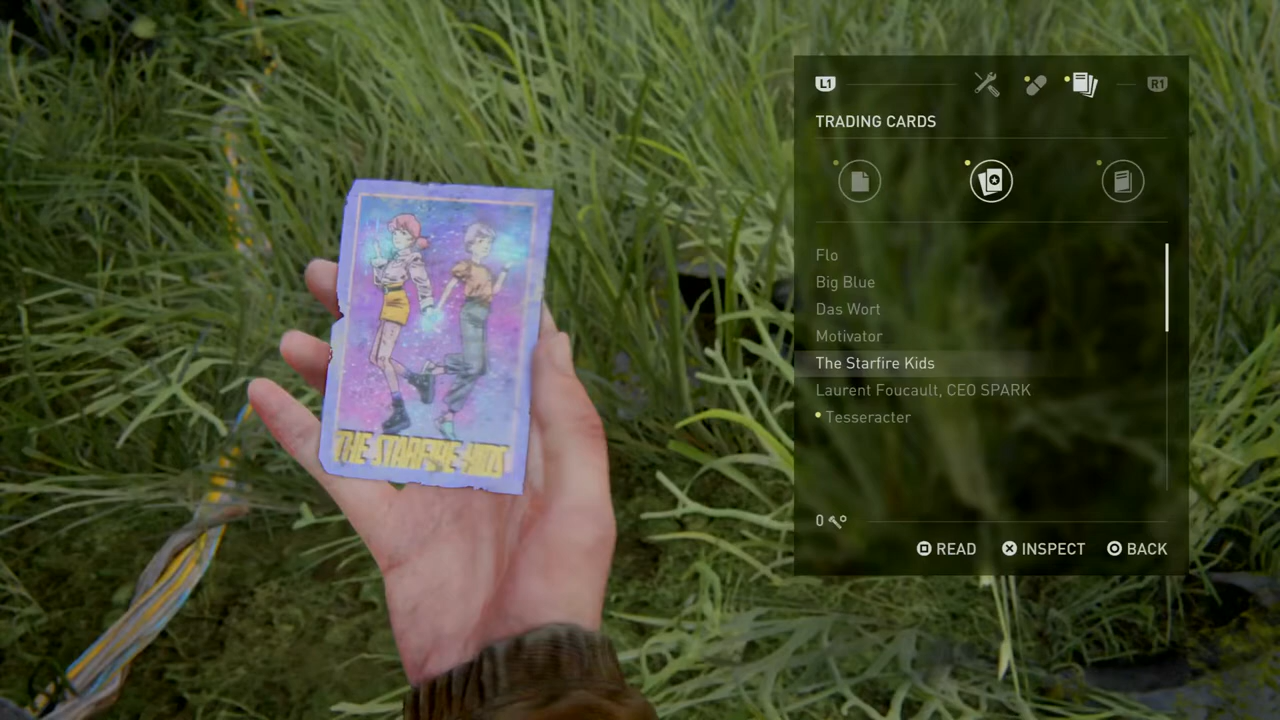 L1
R1
TRADING CARDS
Flo
Big Blue
Das Wort
Motivator
The Starfire Kids
Laurent Foucault, CEO SPARK
Tesseracter
0
READ INSPECT BACK
THE STARFIRE KIDS